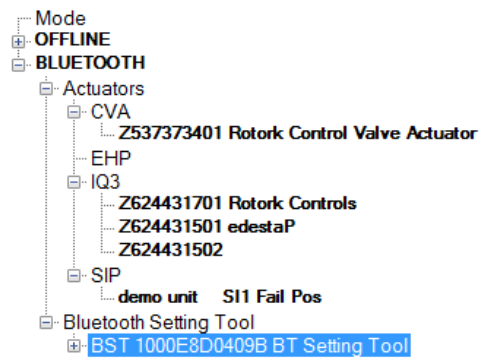 Mode
OFFLINE
BLUETOOTH
Actuators
CVA
Z537373401 Rotork Control Valve Actuator
EHP
IQ3
Z624431701 Rotork Controls
Z624431501 edestaP
Z624431502
SIP
demo unit SI1 Fail Pos
Bluetooth Setting Tool
BST 1000E8D0409B BT Setting Tool